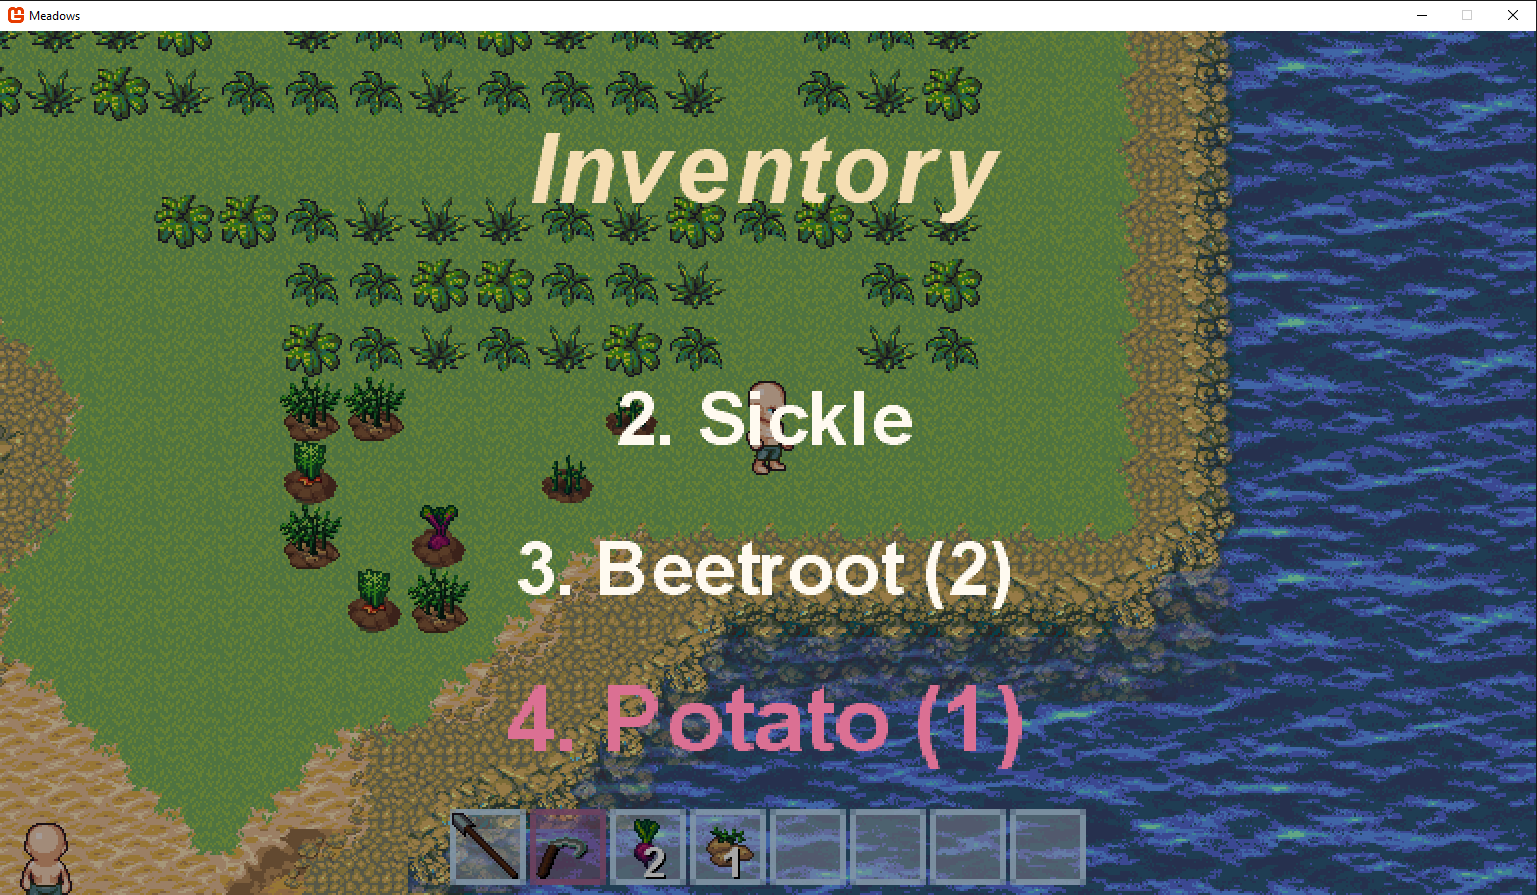 Meadows
Inventory
2. Sickle
3. Beetroot (2)
4. Potato (1)
2
1